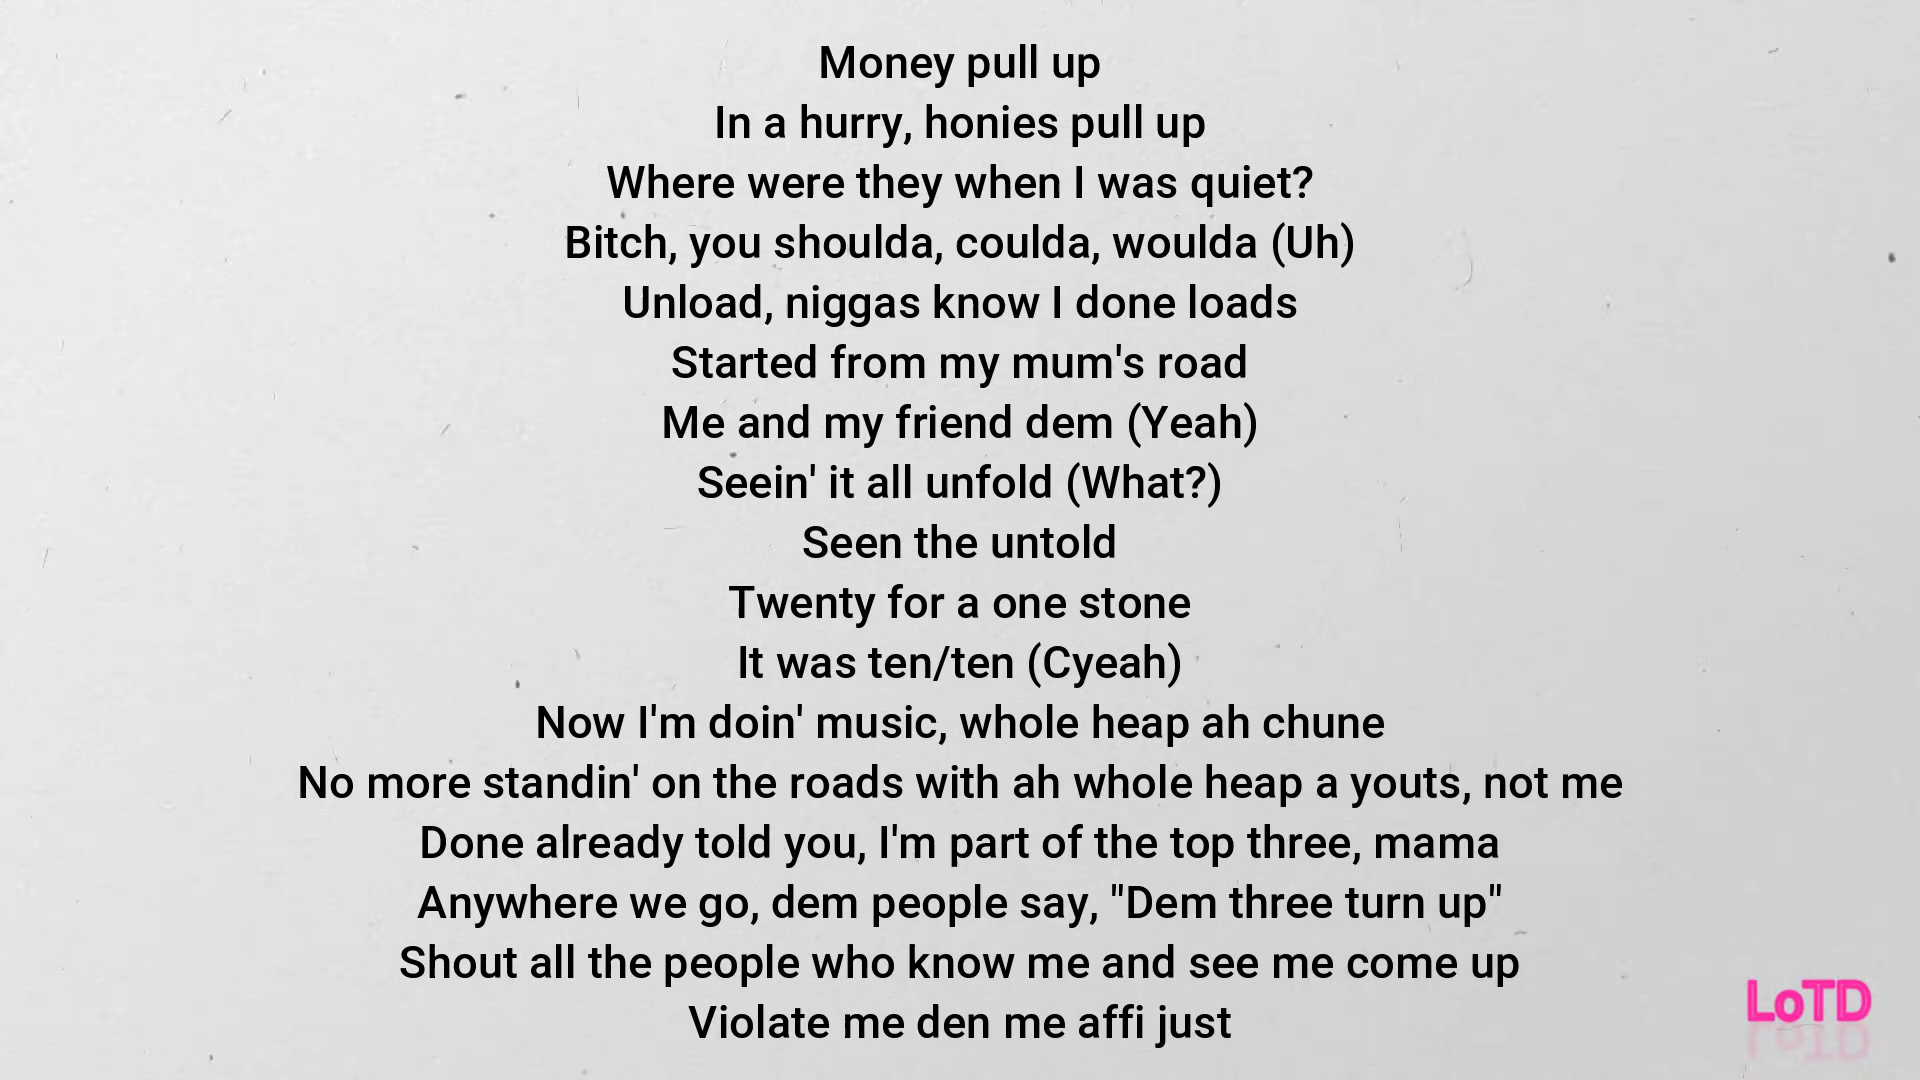 Money pull up
In a hurry, honies pull up
Where were they when I was quiet?
Bitch, you shoulda, coulda, woulda (Uh)
Unload, niggas know I done loads
Started from my mum's road
Me and my friend dem (Yeah)
Seein' it all unfold (What?)
Seen the untold
Twenty for a one stone
It was ten/ten (Cyeah)
Now I'm doin' music, whole heap ah chune
No more standin' on the roads with ah whole heap a youts, not me
Done already told you, I'm part of the top three, mama
Anywhere we go, dem people say, "Dem three turn up"
Shout all the people who know me and see me come up
Violate me den me affi just
LoTD